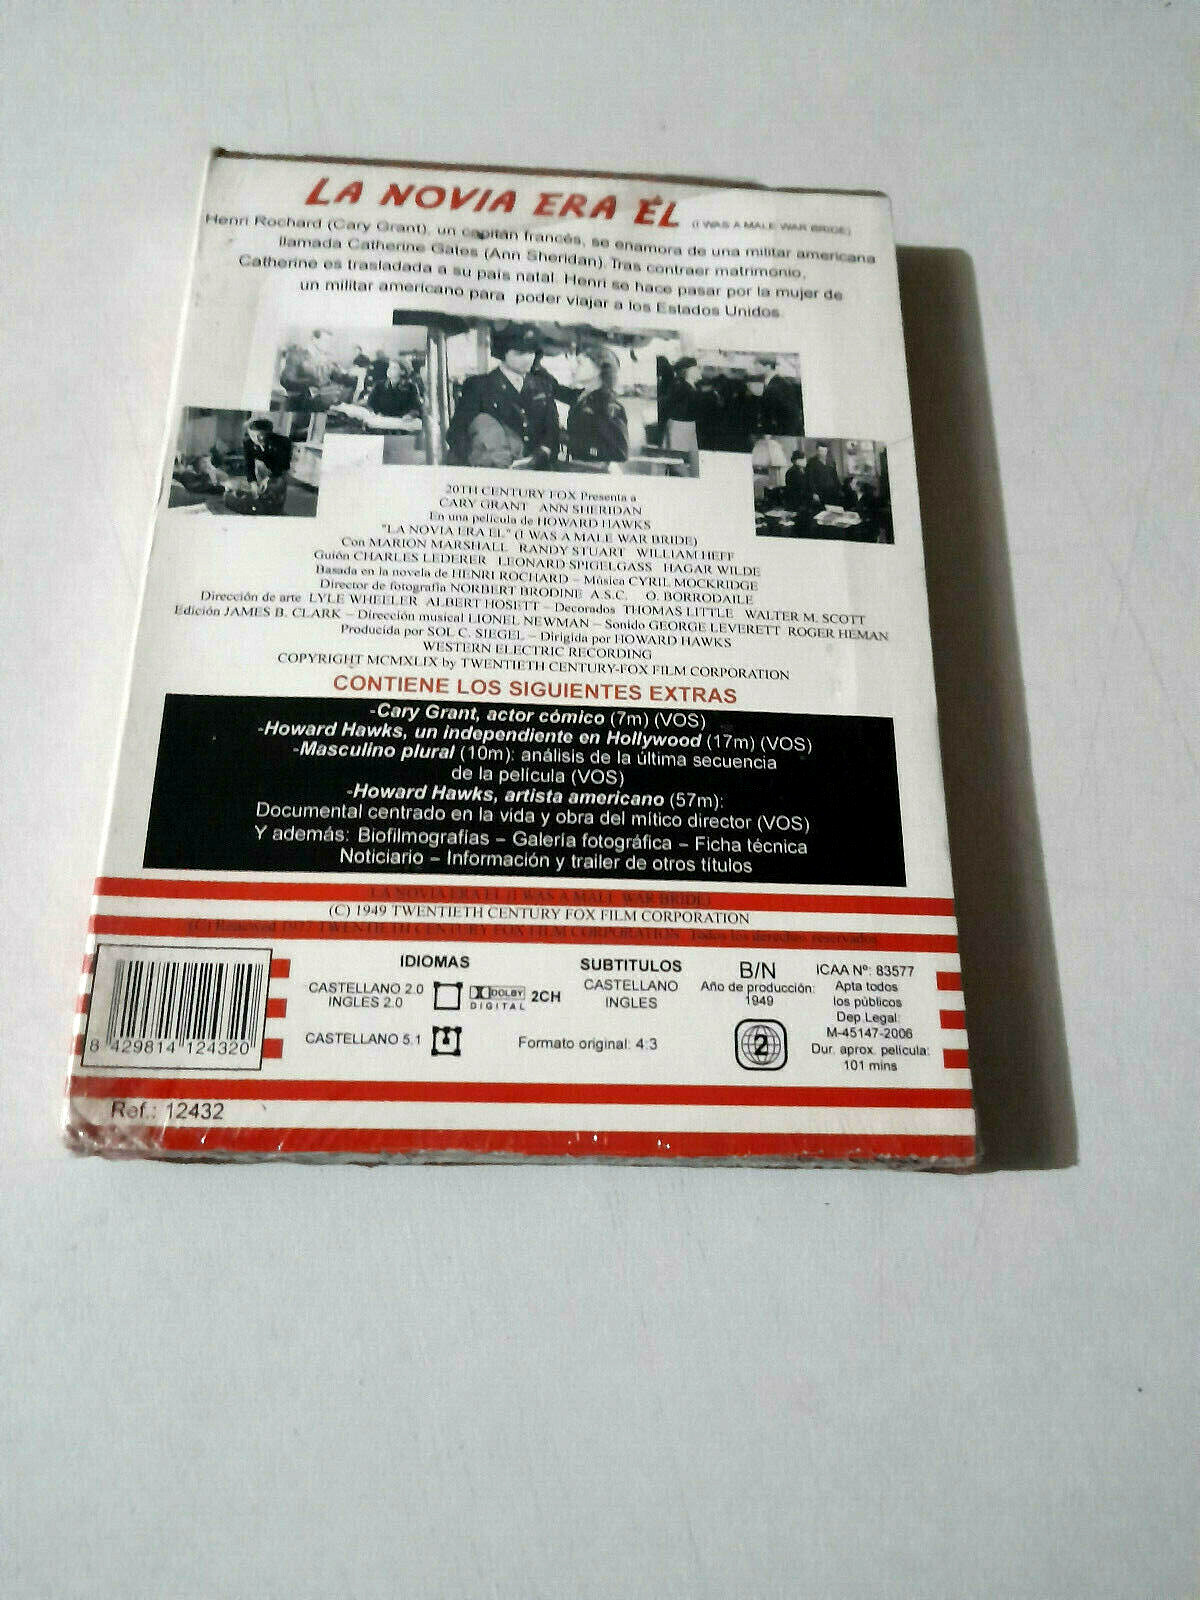 LA NOVIA ERA ÉL (I WAS A MALE WAR BRIDE)
Henri Rochard (Cary Grant), un capitán francés, se enamora de una militar americana
llamada Catherine Gates (Ann Sheridan). Tras contraer matrimonio,
Catherine es trasladada a su país natal. Henri se hace pasar por la mujer de
un militar americano para poder viajar a los Estados Unidos.
20TH CENTURY FOX Presenta a
CARY GRANT ANN SHERIDAN
En una película de HOWARD HAWKS
"LA NOVIA ERA EL" (I WAS A MALE WAR BRIDE)
Con MARION MARSHALL RANDY STUART WILLIAM HEFF
Guión CHARLES LEDERER LEONARD SPIGELGASS HAGAR WILDE
Basada en la novela de HENRI ROCHARD – Música CYRIL MOCKRIDGE
Director de fotografía NORBERT BRODINE A.S.C. O. BORRODAILE
Dirección de arte LYLE WHEELER ALBERT HOSETT – Decorados THOMAS LITTLE WALTER M. SCOTT
Edición JAMES B. CLARK – Dirección musical LIONEL NEWMAN – Sonido GEORGE LEVERETT ROGER HEMAN
Producida por SOL C. SIEGEL – Dirigida por HOWARD HAWKS
WESTERN ELECTRIC RECORDING
COPYRIGHT MCMXLIX by TWENTIETH CENTURY-FOX FILM CORPORATION
CONTIENE LOS SIGUIENTES EXTRAS
-Cary Grant, actor cómico (7m) (VOS)
-Howard Hawks, un independiente en Hollywood (17m) (VOS)
-Masculino plural (10m): análisis de la última secuencia
de la película (VOS)
-Howard Hawks, artista americano (57m):
Documental centrado en la vida y obra del mítico director (VOS)
Y además: Biofilmografías – Galería fotográfica – Ficha técnica
Noticiario – Información y trailer de otros títulos
LA NOVIA ERA EL (I WAS A MALE WAR BRIDE)
(C) 1949 TWENTIETH CENTURY FOX FILM CORPORATION
(C) Renewed 1977 TWENTIETH CENTURY FOX FILM CORPORATION. Todos los derechos reservados
IDIOMAS
CASTELLANO 2.0
INGLES 2.0
DOLBY
DIGITAL
2CH
CASTELLANO 5.1
SUBTITULOS
CASTELLANO
INGLES
Formato original: 4:3
B/N
Año de producción:
1949
2
ICAA Nº: 83577
Apta todos
los públicos
Dep.Legal:
M-45147-2006
Dur. aprox. película:
101 mins
8 429814 124320
Ref.: 12432